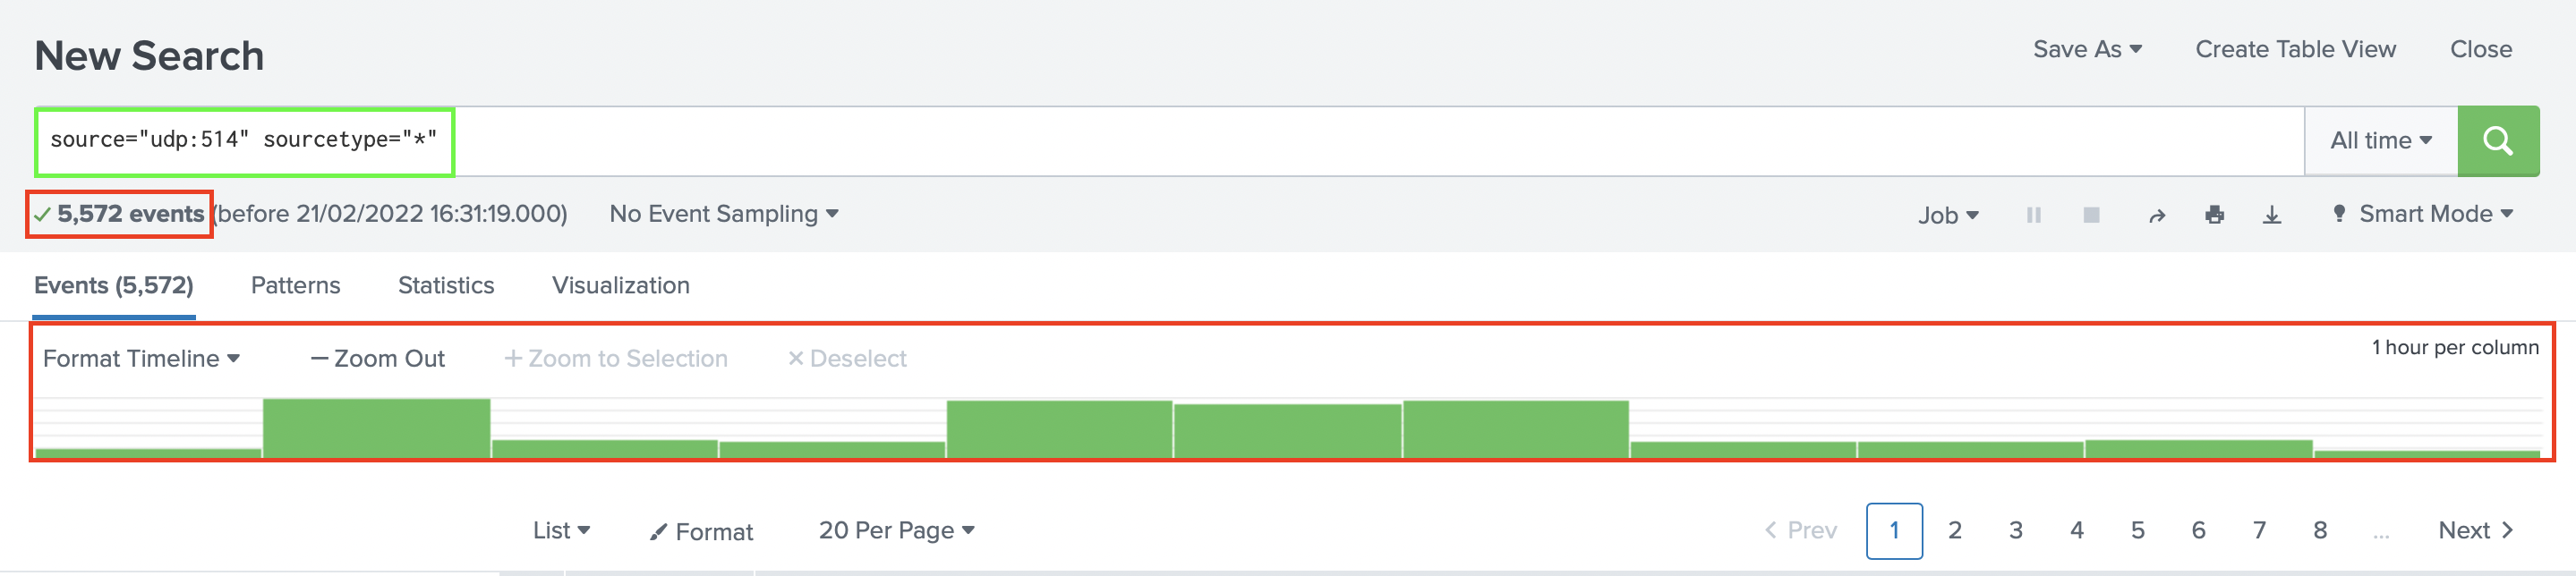 New Search
Save As Create Table View Close
source="udp:514" sourcetype="*"
All time
5,572 events (before 21/02/2022 16:31:19.000) No Event Sampling
Job Smart Mode
Events (5,572) Patterns Statistics Visualization
Format Timeline — Zoom Out + Zoom to Selection × Deselect
1 hour per column
List Format 20 Per Page
< Prev 1 2 3 4 5 6 7 8 ... Next >